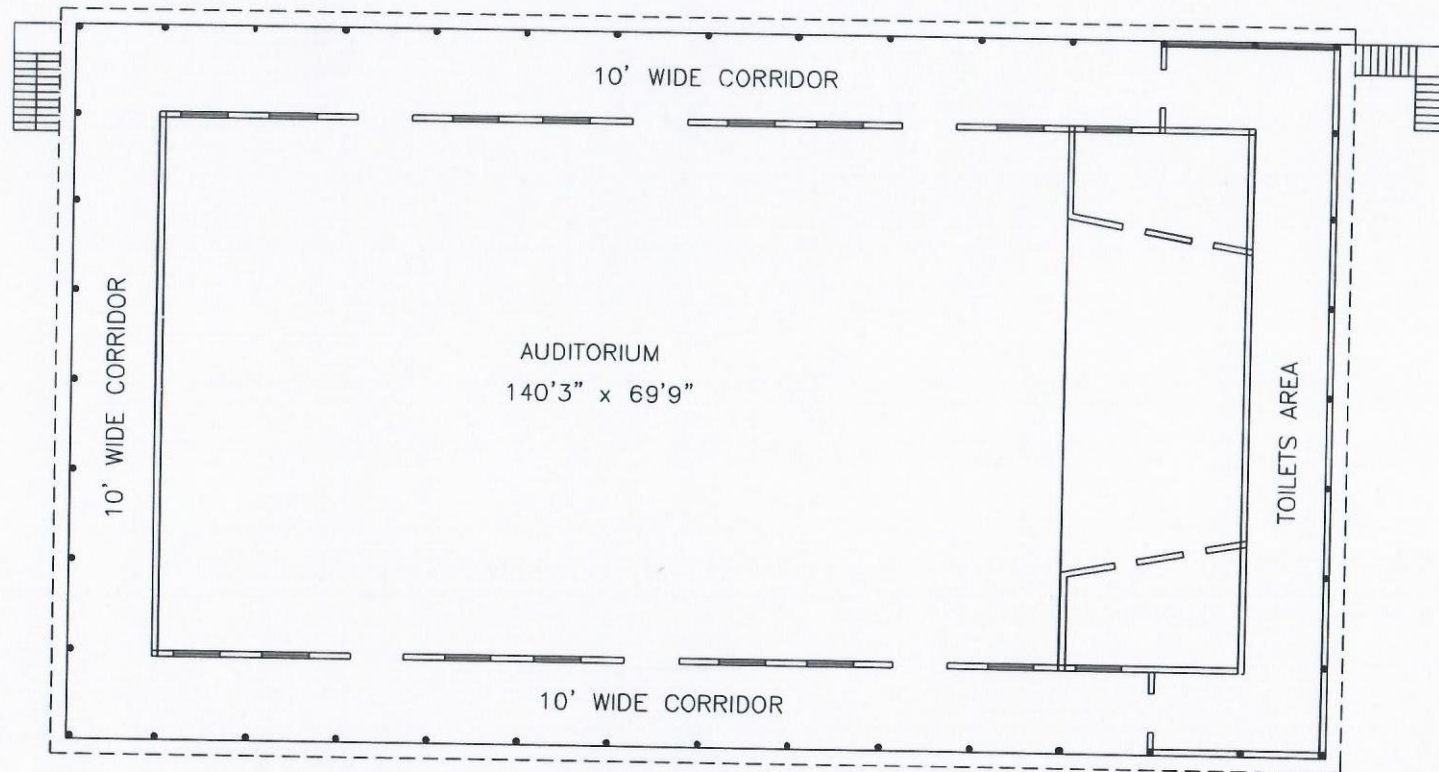 10' WIDE CORRIDOR
10' WIDE CORRIDOR
AUDITORIUM
140'3" x 69'9"
TOILETS AREA
10' WIDE CORRIDOR